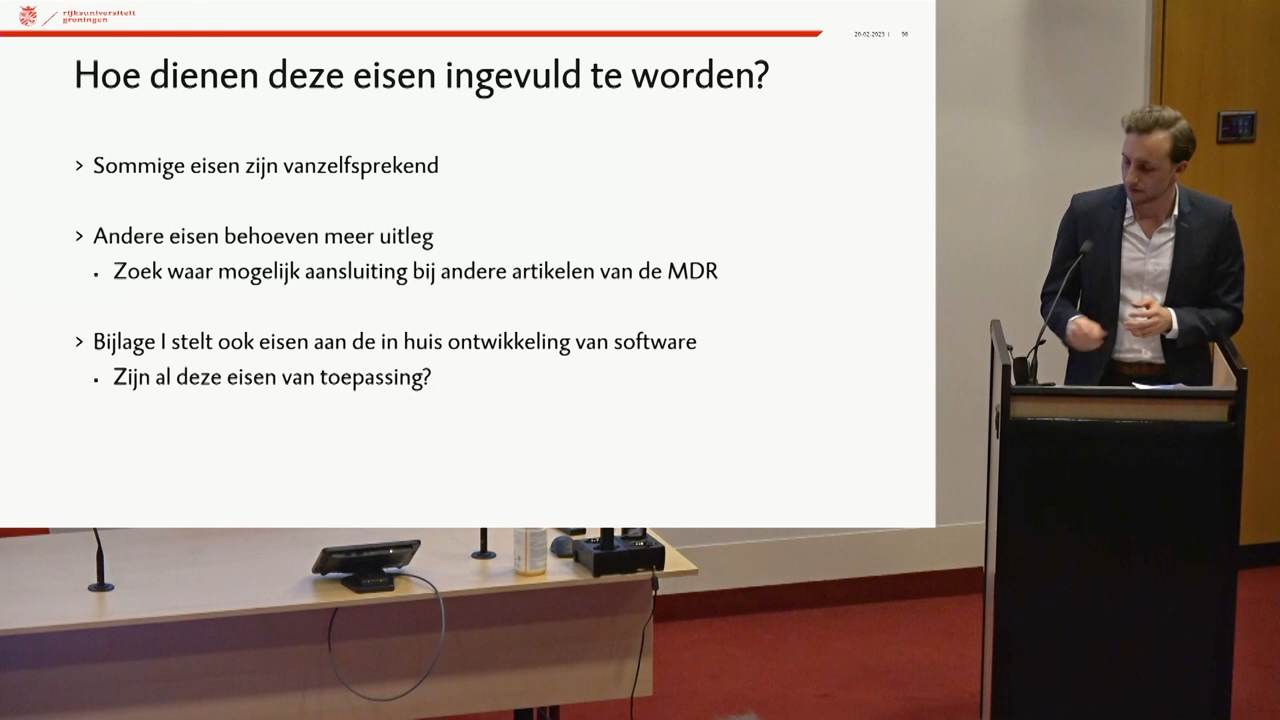 rijksuniversiteit
groningen
Hoe dienen deze eisen ingevuld te worden?
> Sommige eisen zijn vanzelfsprekend
> Andere eisen behoeven meer uitleg
▪ Zoek waar mogelijk aansluiting bij andere artikelen van de MDR
> Bijlage I stelt ook eisen aan de in huis ontwikkeling van software
▪ Zijn al deze eisen van toepassing?